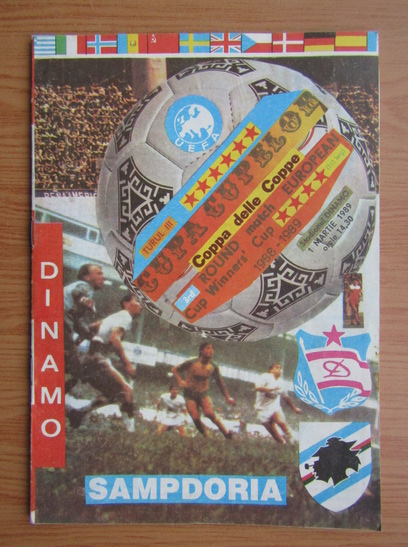 UEFA
TURUL III
CUPA CUPELOR
Coppa delle Coppe
3rd ROUND match EUROPEAN
Cup Winners' Cup
1988 - 1989
Stadionul DINAMO
1 MARTIE 1989
orele 14,30
DINAMO
D
SAMPDORIA